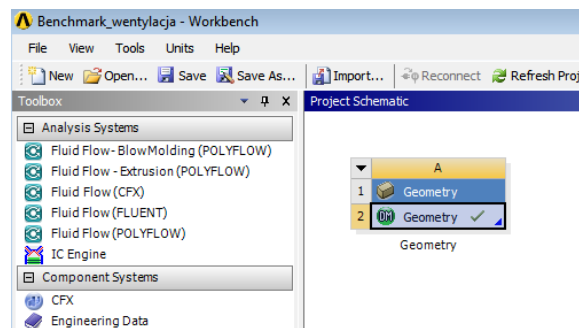 Benchmark_wentylacja - Workbench
File View Tools Units Help
New Open... Save Save As... Import... Reconnect Refresh Proj
Toolbox Project Schematic
Analysis Systems
Fluid Flow - BlowMolding (POLYFLOW)
Fluid Flow - Extrusion (POLYFLOW)
Fluid Flow (CFX)
Fluid Flow (FLUENT)
Fluid Flow (POLYFLOW)
IC Engine
Component Systems
CFX
Engineering Data
A
1 Geometry
2 DM Geometry
Geometry